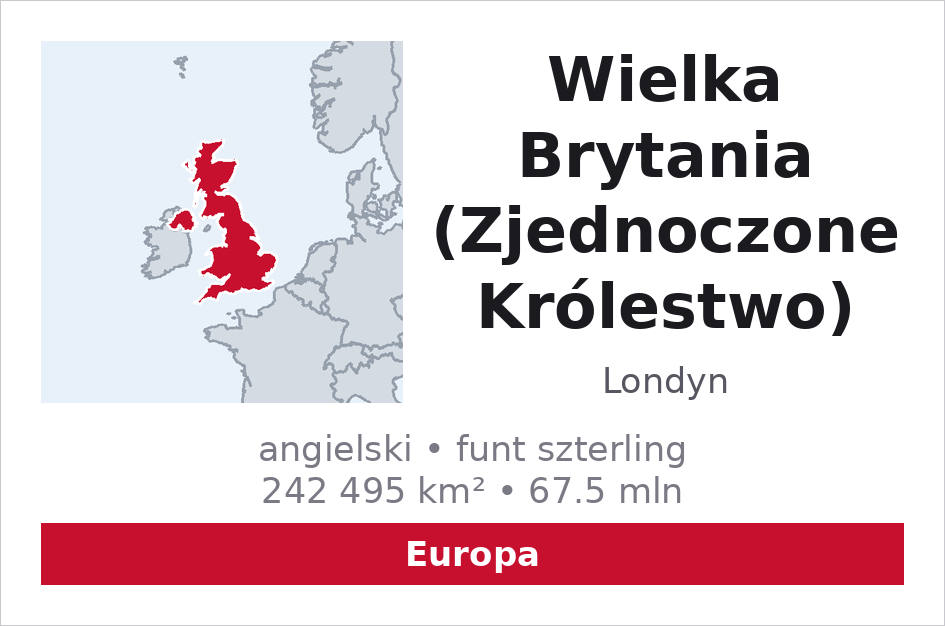 Wielka
Brytania
(Zjednoczone
Królestwo)
Londyn
angielski • funt szterling
242 495 km² • 67.5 mln
Europa